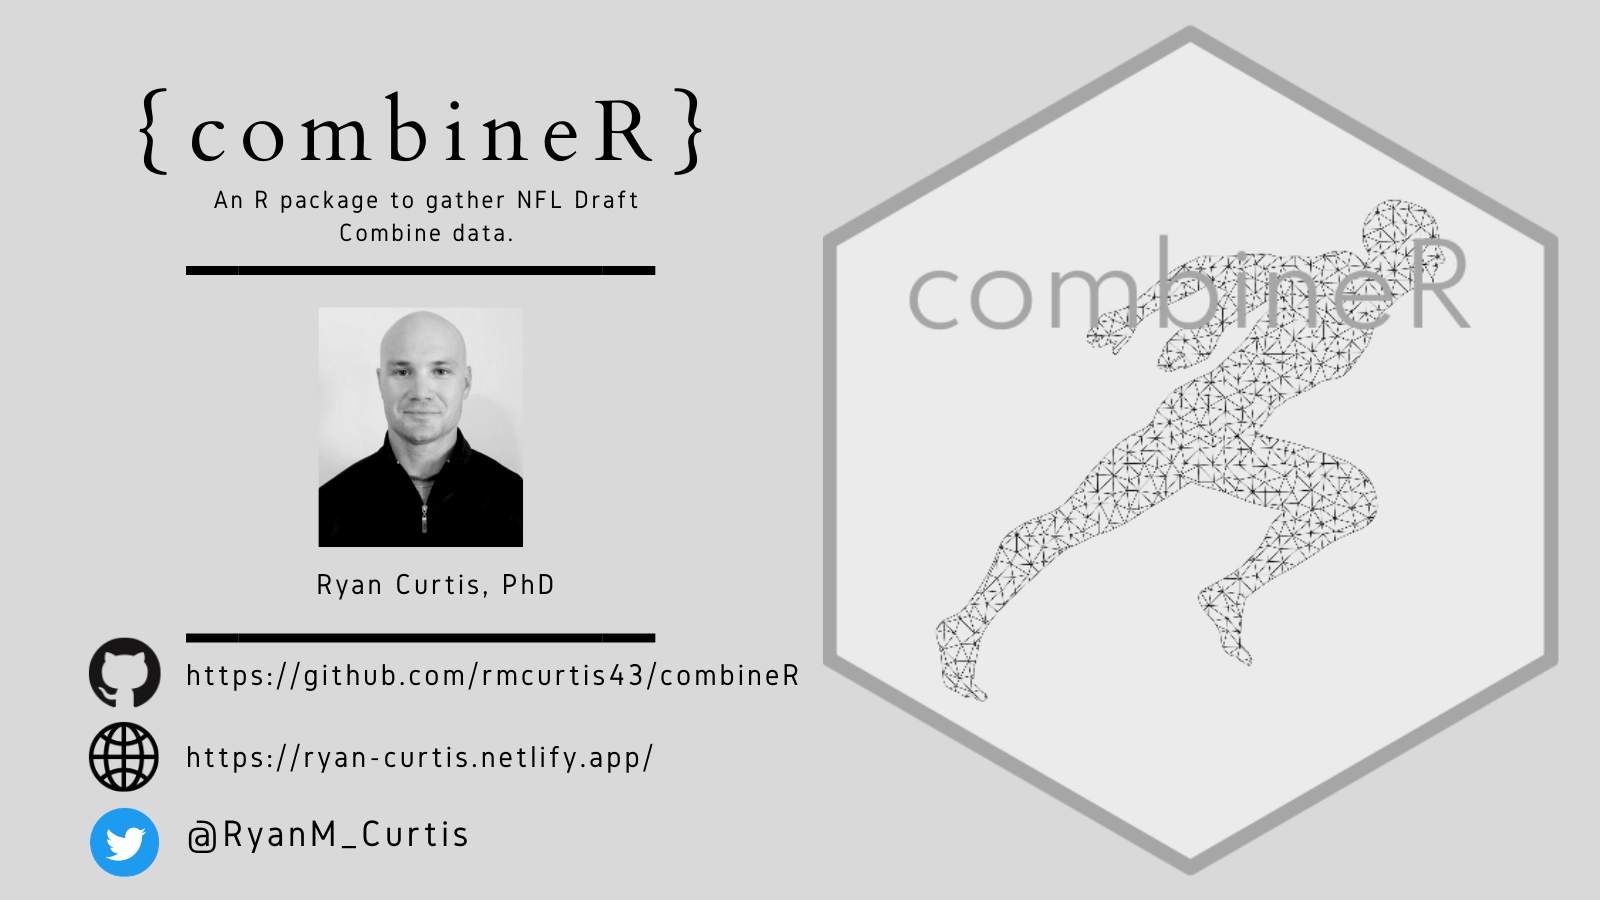 {combineR}
An R package to gather NFL Draft
Combine data.
Ryan Curtis, PhD
https://github.com/rmcurtis43/combineR
https://ryan-curtis.netlify.app/
@RyanM_Curtis
combineR